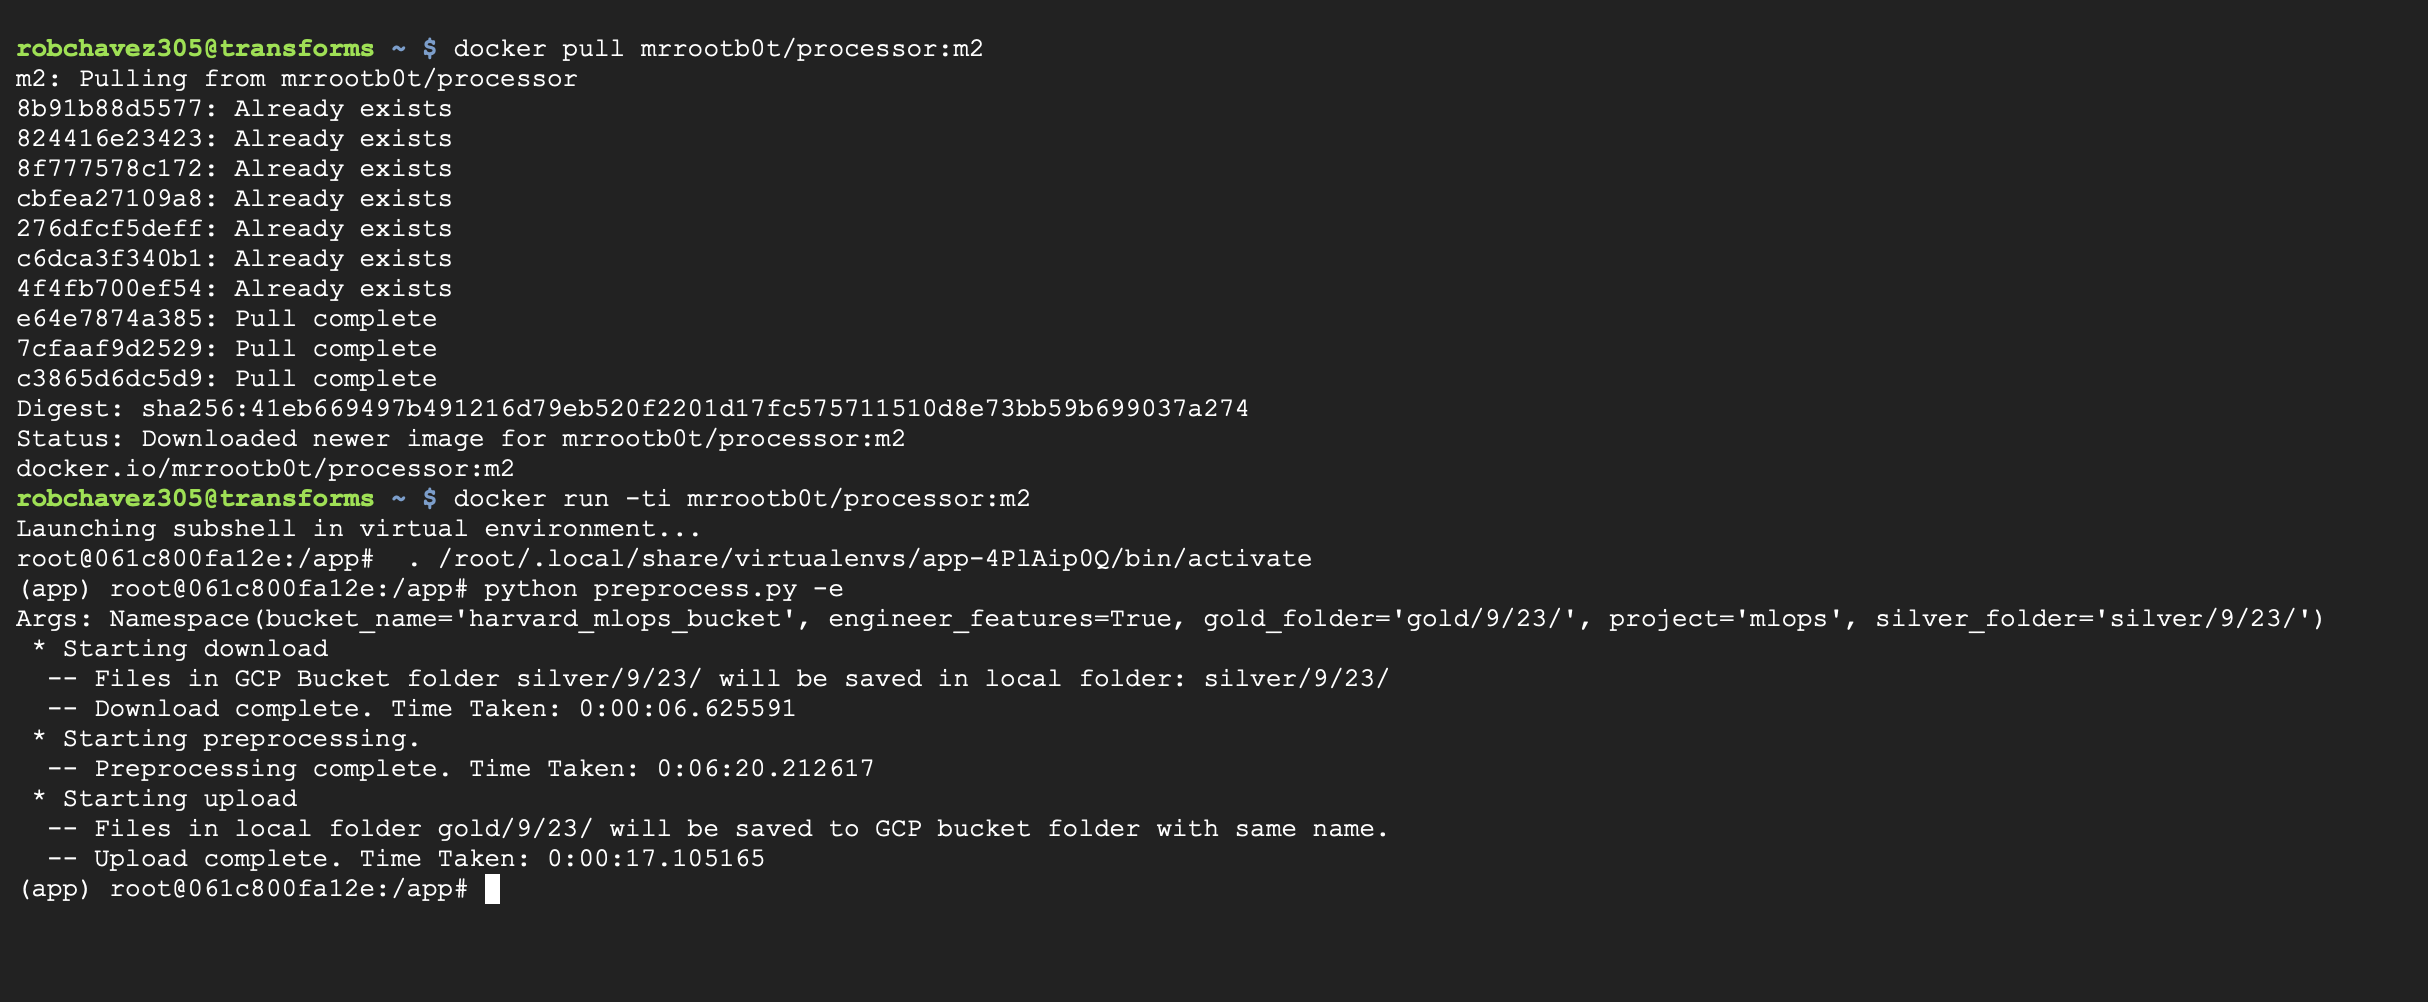 robchavez305@transforms ~ $ docker pull mrrootb0t/processor:m2
m2: Pulling from mrrootb0t/processor
8b91b88d5577: Already exists
824416e23423: Already exists
8f777578c172: Already exists
cbfea27109a8: Already exists
276dfcf5deff: Already exists
c6dca3f340b1: Already exists
4f4fb700ef54: Already exists
e64e7874a385: Pull complete
7cfaaf9d2529: Pull complete
c3865d6dc5d9: Pull complete
Digest: sha256:41eb669497b491216d79eb520f2201d17fc575711510d8e73bb59b699037a274
Status: Downloaded newer image for mrrootb0t/processor:m2
docker.io/mrrootb0t/processor:m2
robchavez305@transforms ~ $ docker run -ti mrrootb0t/processor:m2
Launching subshell in virtual environment...
root@061c800fa12e:/app#  . /root/.local/share/virtualenvs/app-4PlAip0Q/bin/activate
(app) root@061c800fa12e:/app# python preprocess.py -e
Args: Namespace(bucket_name='harvard_mlops_bucket', engineer_features=True, gold_folder='gold/9/23/', project='mlops', silver_folder='silver/9/23/')
 * Starting download
  -- Files in GCP Bucket folder silver/9/23/ will be saved in local folder: silver/9/23/
  -- Download complete. Time Taken: 0:00:06.625591
 * Starting preprocessing.
  -- Preprocessing complete. Time Taken: 0:06:20.212617
 * Starting upload
  -- Files in local folder gold/9/23/ will be saved to GCP bucket folder with same name.
  -- Upload complete. Time Taken: 0:00:17.105165
(app) root@061c800fa12e:/app#